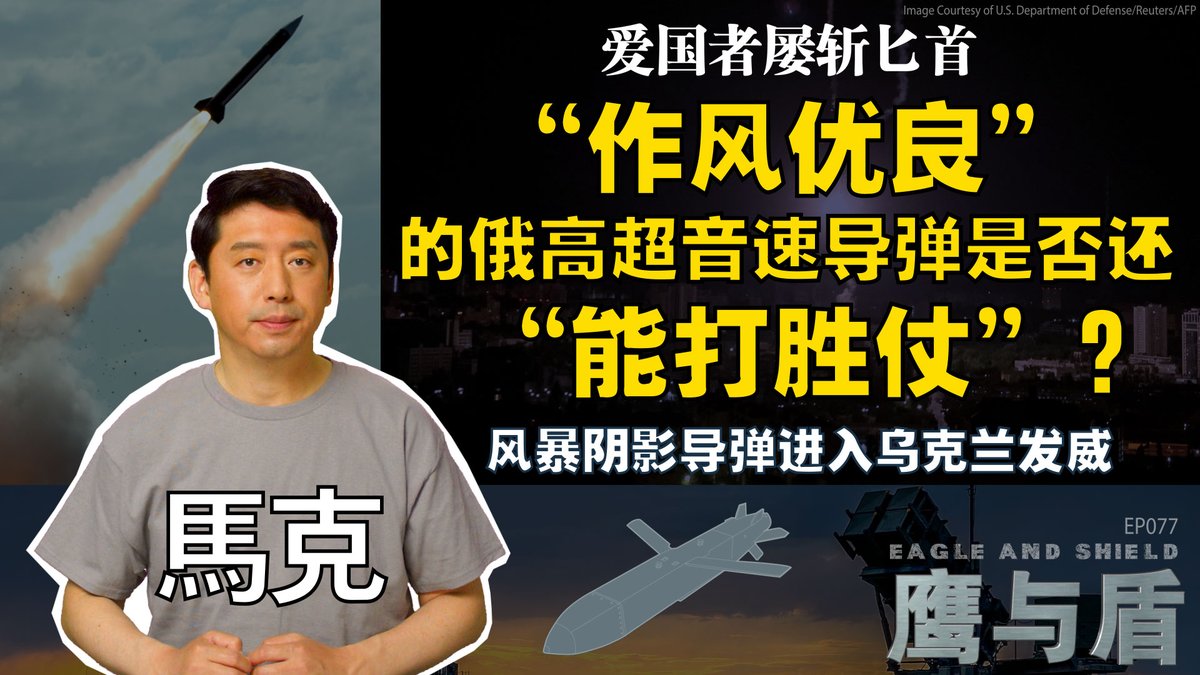 Image Courtesy of U.S. Department of Defense/Reuters/AFP
爱国者屡斩匕首
“作风优良”
的俄高超音速导弹是否还
“能打胜仗”？
风暴阴影导弹进入乌克兰发威
馬克
EP077
EAGLE AND SHIELD
鹰与盾